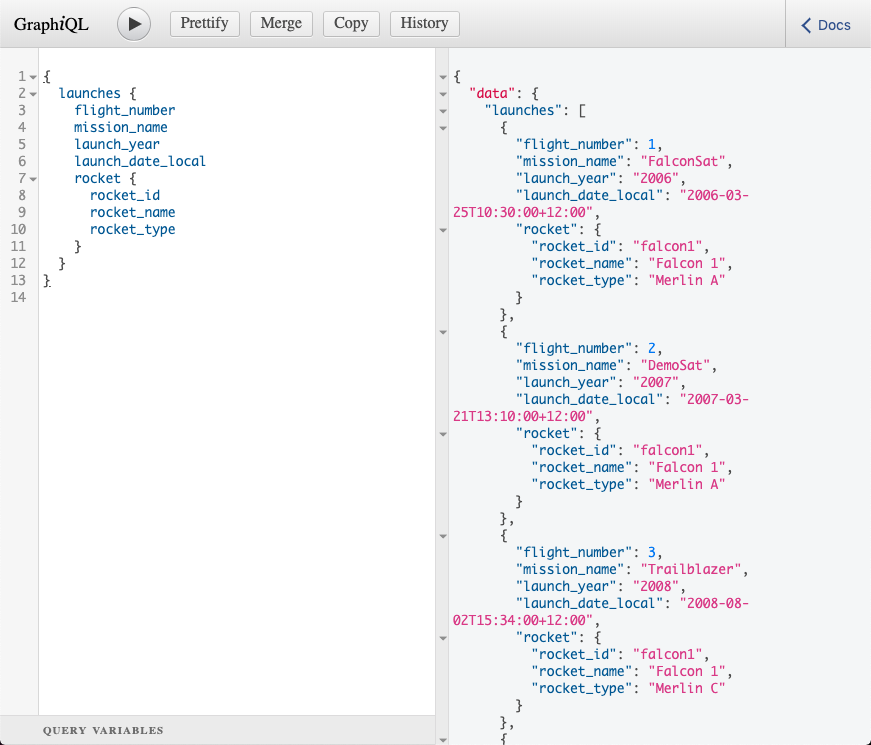 GraphiQL
Prettify
Merge
Copy
History
Docs
1 {
2   launches {
3     flight_number
4     mission_name
5     launch_year
6     launch_date_local
7     rocket {
8       rocket_id
9       rocket_name
10       rocket_type
11     }
12   }
13 }
14
QUERY VARIABLES
{
  "data": {
    "launches": [
      {
        "flight_number": 1,
        "mission_name": "FalconSat",
        "launch_year": "2006",
        "launch_date_local": "2006-03-
25T10:30:00+12:00",
        "rocket": {
          "rocket_id": "falcon1",
          "rocket_name": "Falcon 1",
          "rocket_type": "Merlin A"
        }
      },
      {
        "flight_number": 2,
        "mission_name": "DemoSat",
        "launch_year": "2007",
        "launch_date_local": "2007-03-
21T13:10:00+12:00",
        "rocket": {
          "rocket_id": "falcon1",
          "rocket_name": "Falcon 1",
          "rocket_type": "Merlin A"
        }
      },
      {
        "flight_number": 3,
        "mission_name": "Trailblazer",
        "launch_year": "2008",
        "launch_date_local": "2008-08-
02T15:34:00+12:00",
        "rocket": {
          "rocket_id": "falcon1",
          "rocket_name": "Falcon 1",
          "rocket_type": "Merlin C"
        }
      },
      {